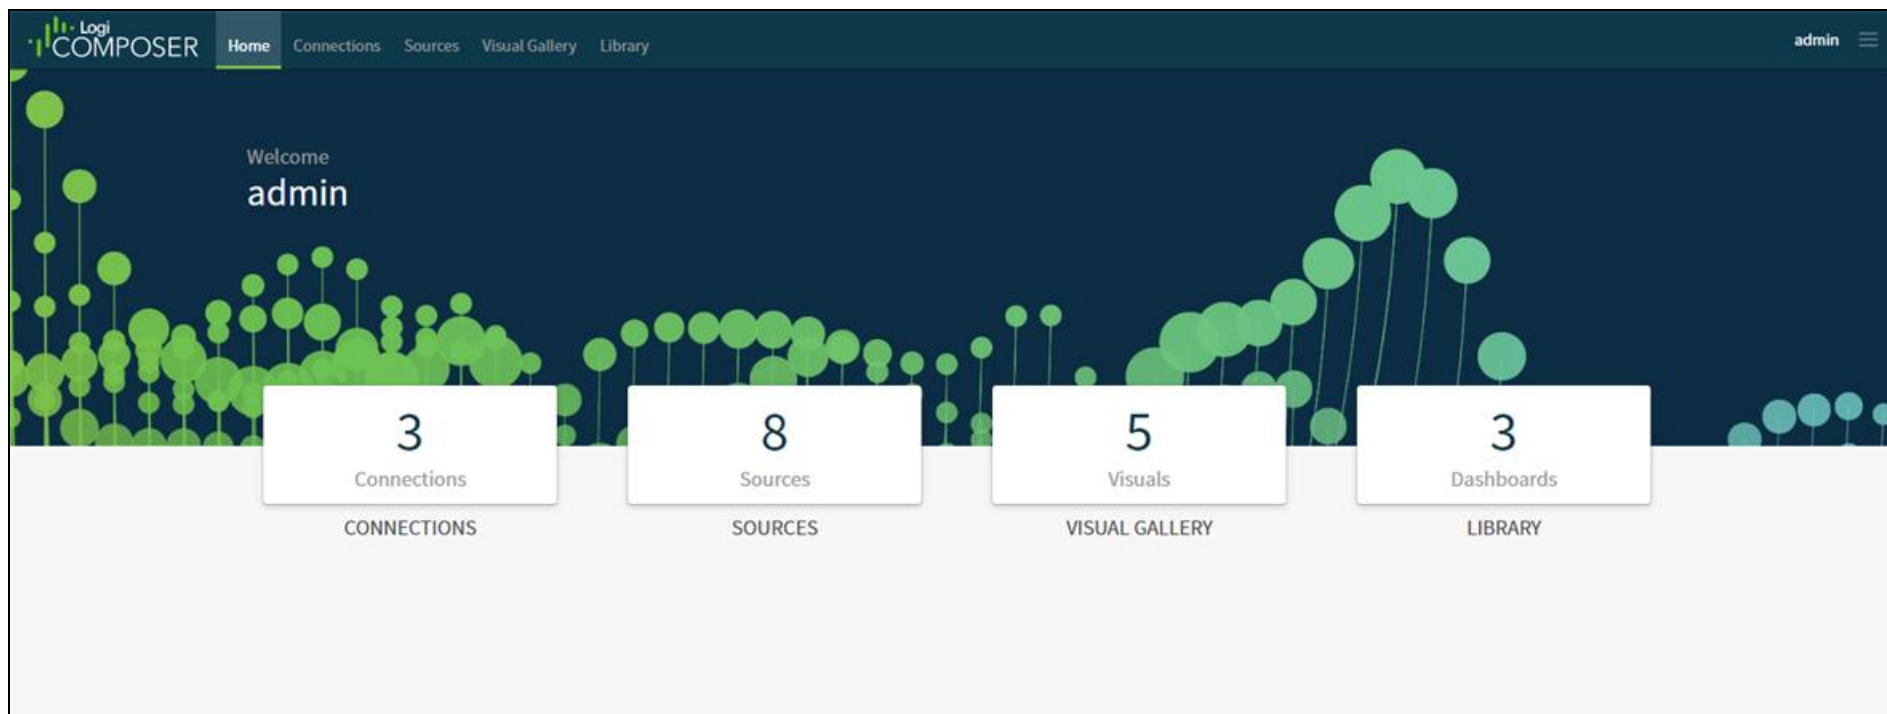 Logi
COMPOSER
Home Connections Sources Visual Gallery Library
admin
Welcome
admin
3
Connections
CONNECTIONS
8
Sources
SOURCES
5
Visuals
VISUAL GALLERY
3
Dashboards
LIBRARY